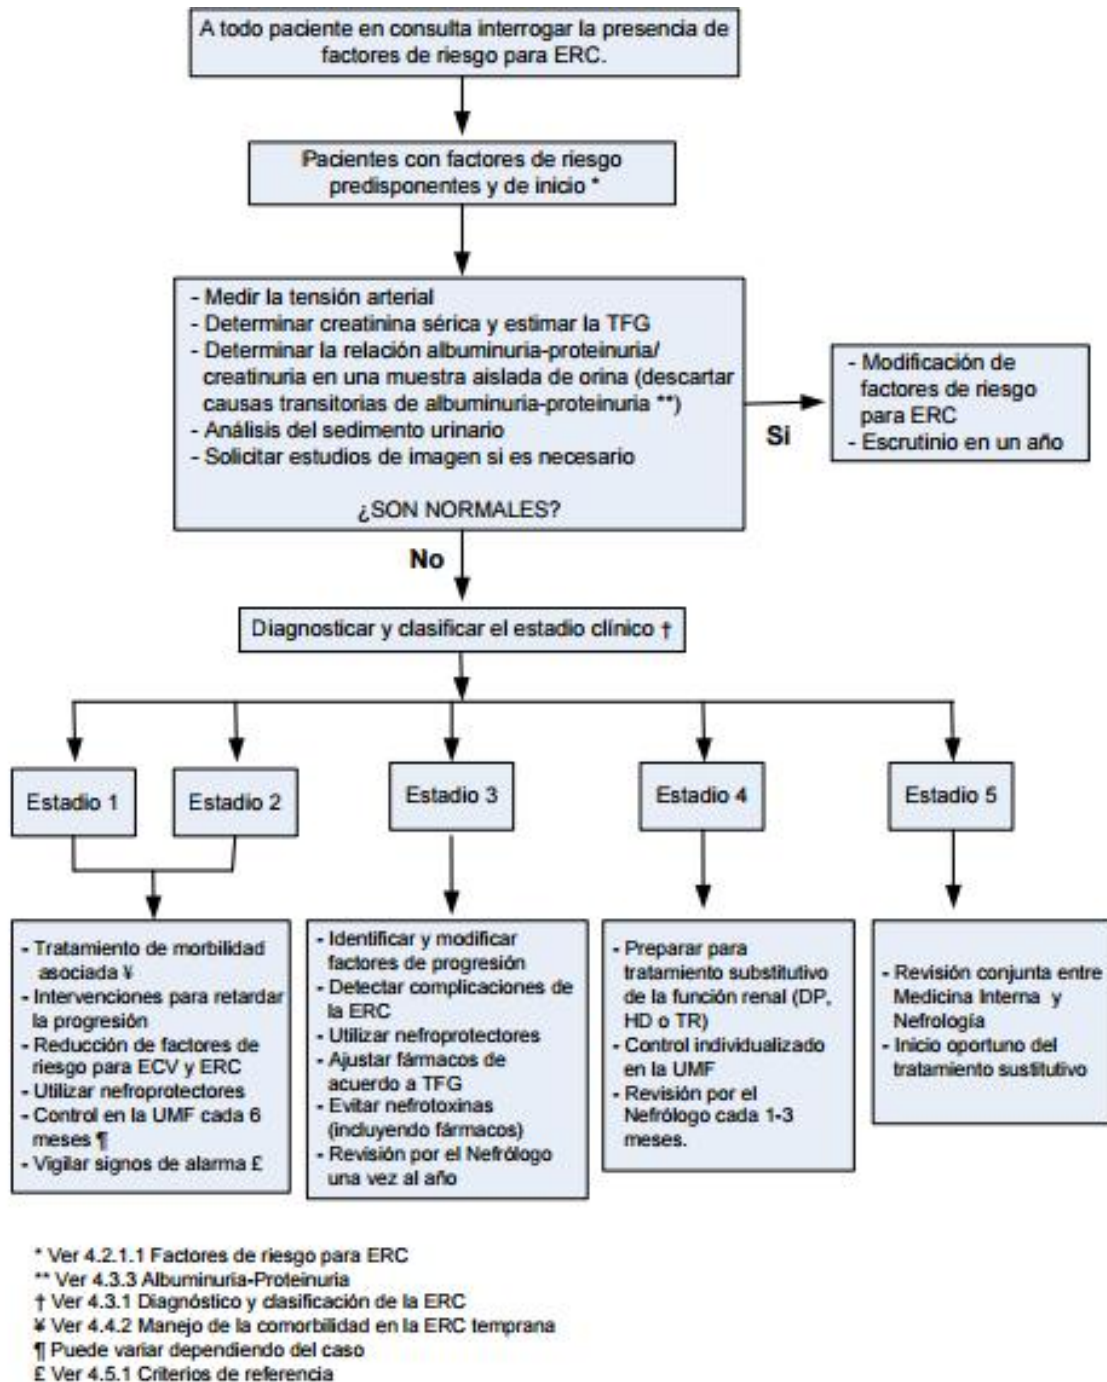 A todo paciente en consulta interrogar la presencia de
factores de riesgo para ERC.
Pacientes con factores de riesgo
predisponentes y de inicio *
- Medir la tensión arterial
- Determinar creatinina sérica y estimar la TFG
- Determinar la relación albuminuria-proteinuria/
creatinuria en una muestra aislada de orina (descartar
causas transitorias de albuminuria-proteinuria **)
- Análisis del sedimento urinario
- Solicitar estudios de imagen si es necesario
¿SON NORMALES?
Si
- Modificación de
factores de riesgo
para ERC
- Escrutinio en un año
No
Diagnosticar y clasificar el estadio clínico †
Estadio 1
Estadio 2
Estadio 3
Estadio 4
Estadio 5
- Tratamiento de morbilidad
asociada ¥
- Intervenciones para retardar
la progresión
- Reducción de factores de
riesgo para ECV y ERC
- Utilizar nefroprotectores
- Control en la UMF cada 6
meses ¶
- Vigilar signos de alarma £
- Identificar y modificar
factores de progresión
- Detectar complicaciones de
la ERC
- Utilizar nefroprotectores
- Ajustar fármacos de
acuerdo a TFG
- Evitar nefrotoxinas
(incluyendo fármacos)
- Revisión por el Nefrólogo
una vez al año
- Preparar para
tratamiento substitutivo
de la función renal (DP,
HD o TR)
- Control individualizado
en la UMF
- Revisión por el
Nefrólogo cada 1-3
meses.
- Revisión conjunta entre
Medicina Interna y
Nefrología
- Inicio oportuno del
tratamiento sustitutivo
* Ver 4.2.1.1 Factores de riesgo para ERC
** Ver 4.3.3 Albuminuria-Proteinuria
† Ver 4.3.1 Diagnóstico y clasificación de la ERC
¥ Ver 4.4.2 Manejo de la comorbilidad en la ERC temprana
¶ Puede variar dependiendo del caso
£ Ver 4.5.1 Criterios de referencia